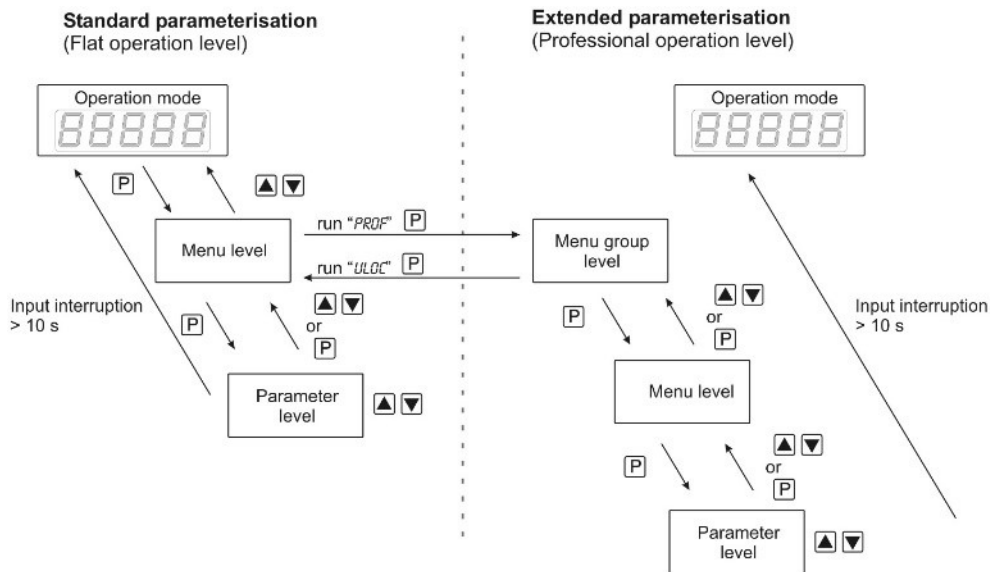 Standard parameterisation
(Flat operation level)
Extended parameterisation
(Professional operation level)
Operation mode
88888
P
▲ ▼
Menu level
run “PROF” P
run “ULOC” P
Input interruption
> 10 s
P
▲ ▼
or
P
Parameter
level
▲ ▼
Operation mode
88888
Menu group
level
P
▲ ▼
or
P
Input interruption
> 10 s
Menu level
P
▲ ▼
or
P
Parameter
level
▲ ▼